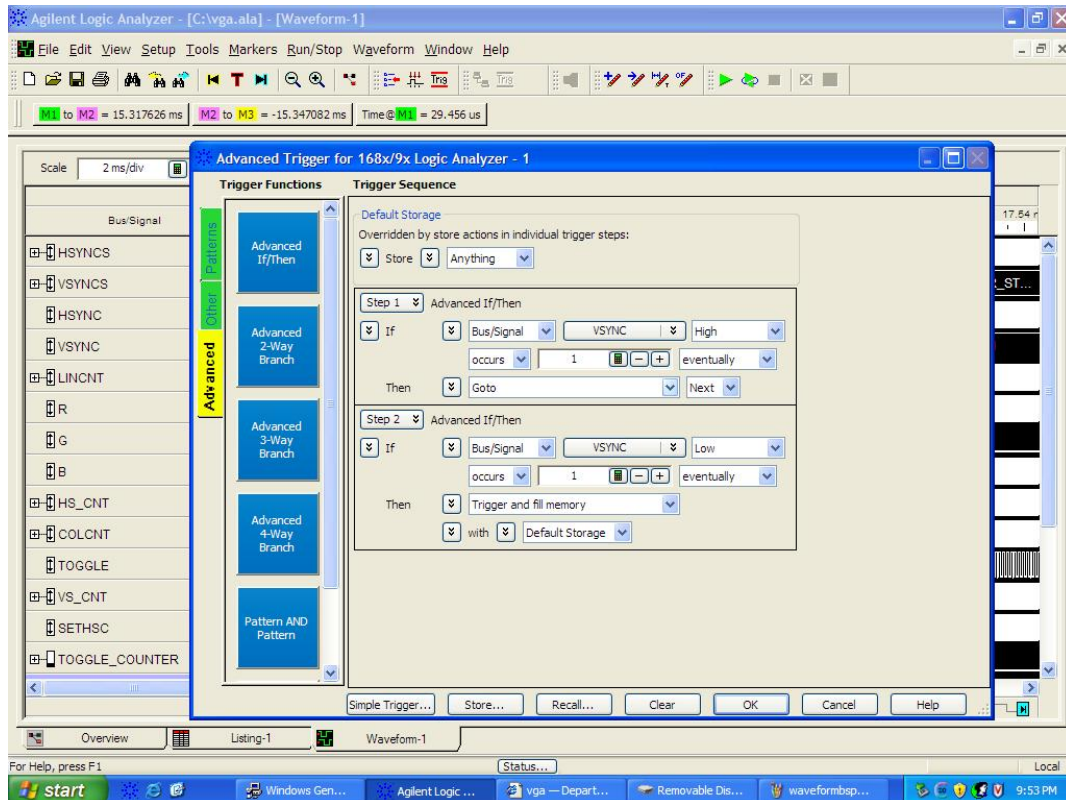 Agilent Logic Analyzer - [C:\vga.ala] - [Waveform-1]
File Edit View Setup Tools Markers Run/Stop Waveform Window Help
M1 to M2 = 15.317626 ms M2 to M3 = -15.347082 ms Time@M1 = 29.456 us
Scale 2 ms/div
Bus/Signal
HSYNCS
VSYNCS
HSYNC
VSYNC
LINCNT
R
G
B
HS_CNT
COLCNT
TOGGLE
VS_CNT
SETHSC
TOGGLE_COUNTER
Advanced Trigger for 168x/9x Logic Analyzer - 1
Trigger Functions Trigger Sequence
Patterns
Other
Advanced
Advanced
If/Then
Advanced
2-Way
Branch
Advanced
3-Way
Branch
Advanced
4-Way
Branch
Pattern AND
Pattern
Default Storage
Overridden by store actions in individual trigger steps:
Store Anything
Step 1 Advanced If/Then
If Bus/Signal VSYNC High
occurs 1 eventually
Then Goto Next
Step 2 Advanced If/Then
If Bus/Signal VSYNC Low
occurs 1 eventually
Then Trigger and fill memory
with Default Storage
Simple Trigger... Store... Recall... Clear OK Cancel Help
17.64
_ST...
Overview Listing-1 Waveform-1
For Help, press F1 Status... Local
start Windows Gen... Agilent Logic ... vga — Depart... Removable Dis... waveformbsp... 9:53 PM